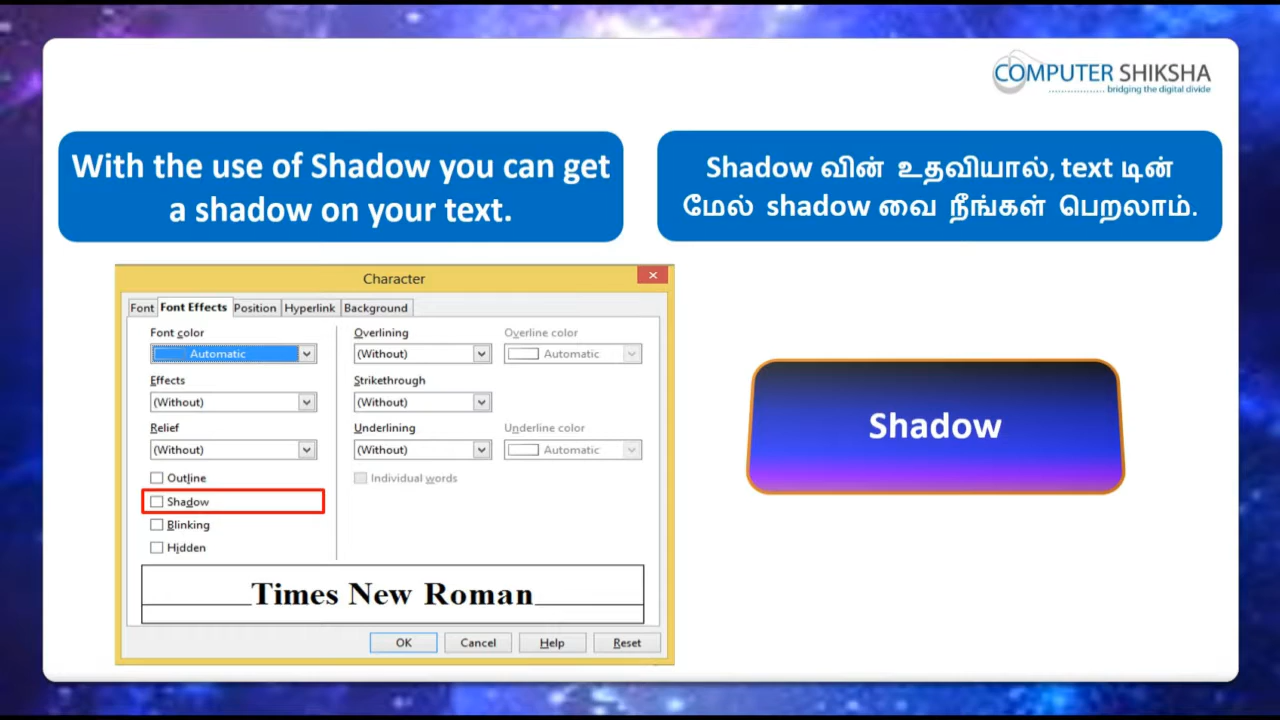 COMPUTER SHIKSHA
bridging the digital divide
With the use of Shadow you can get
a shadow on your text.
Shadow வின் உதவியால், text டின்
மேல் shadow வை நீங்கள் பெறலாம்.
Character
Font Font Effects Position Hyperlink Background
Font color
Automatic
Effects
(Without)
Relief
(Without)
Outline
Shadow
Blinking
Hidden
Overlining Overline color
(Without) Automatic
Strikethrough
(Without)
Underlining Underline color
(Without) Automatic
Individual words
Times New Roman
OK Cancel Help Reset
Shadow